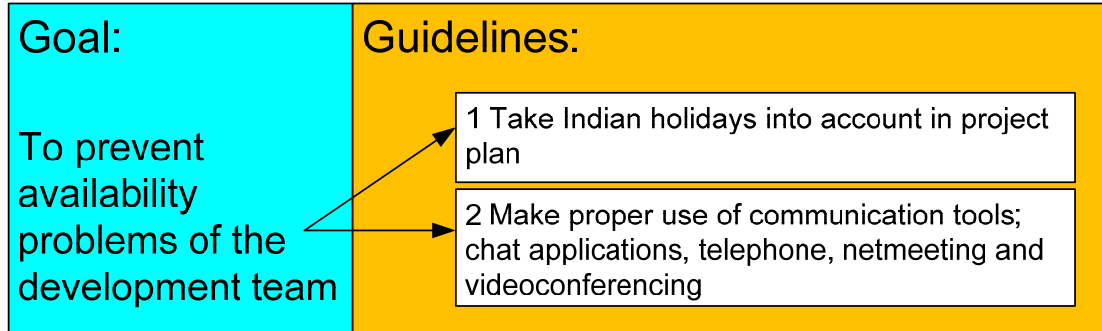 Goal:
To prevent
availability
problems of the
development team
Guidelines:
1 Take Indian holidays into account in project
plan
2 Make proper use of communication tools;
chat applications, telephone, netmeeting and
videoconferencing